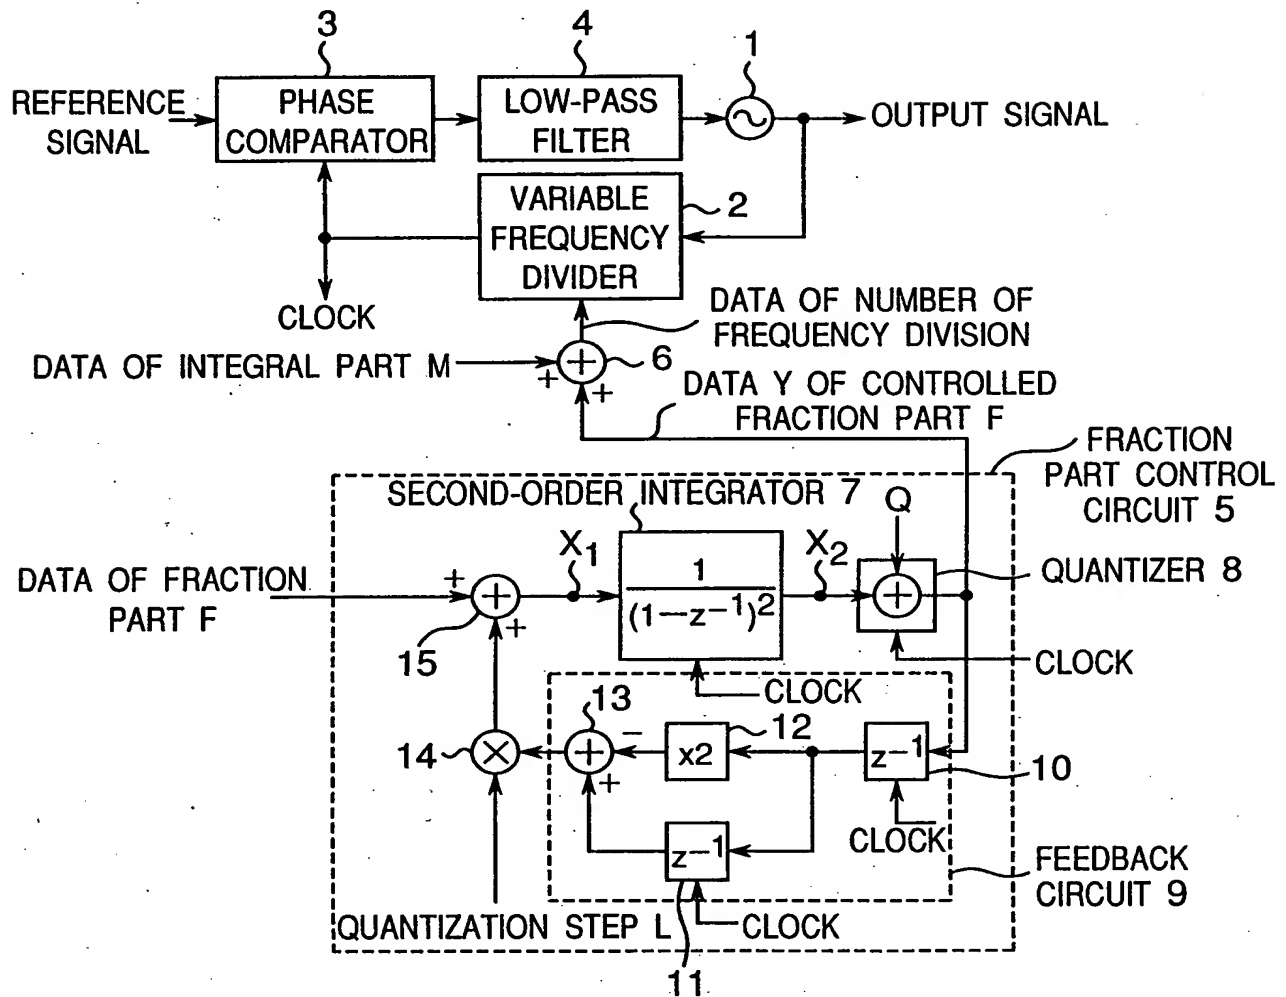 3
4
1
REFERENCE
SIGNAL
PHASE
COMPARATOR
LOW-PASS
FILTER
OUTPUT SIGNAL
VARIABLE
FREQUENCY
DIVIDER
2
CLOCK
DATA OF NUMBER OF
FREQUENCY DIVISION
DATA OF INTEGRAL PART M
+
+
+
6
DATA Y OF CONTROLLED
FRACTION PART F
FRACTION
PART CONTROL
CIRCUIT 5
SECOND-ORDER INTEGRATOR 7
Q
X1
X2
DATA OF FRACTION
PART F
+
+
+
15
1
(1-z-1)2
+
QUANTIZER 8
CLOCK
CLOCK
13
12
14
×
+
-
+
x2
z-1
10
CLOCK
z-1
FEEDBACK
CIRCUIT 9
QUANTIZATION STEP L
CLOCK
11